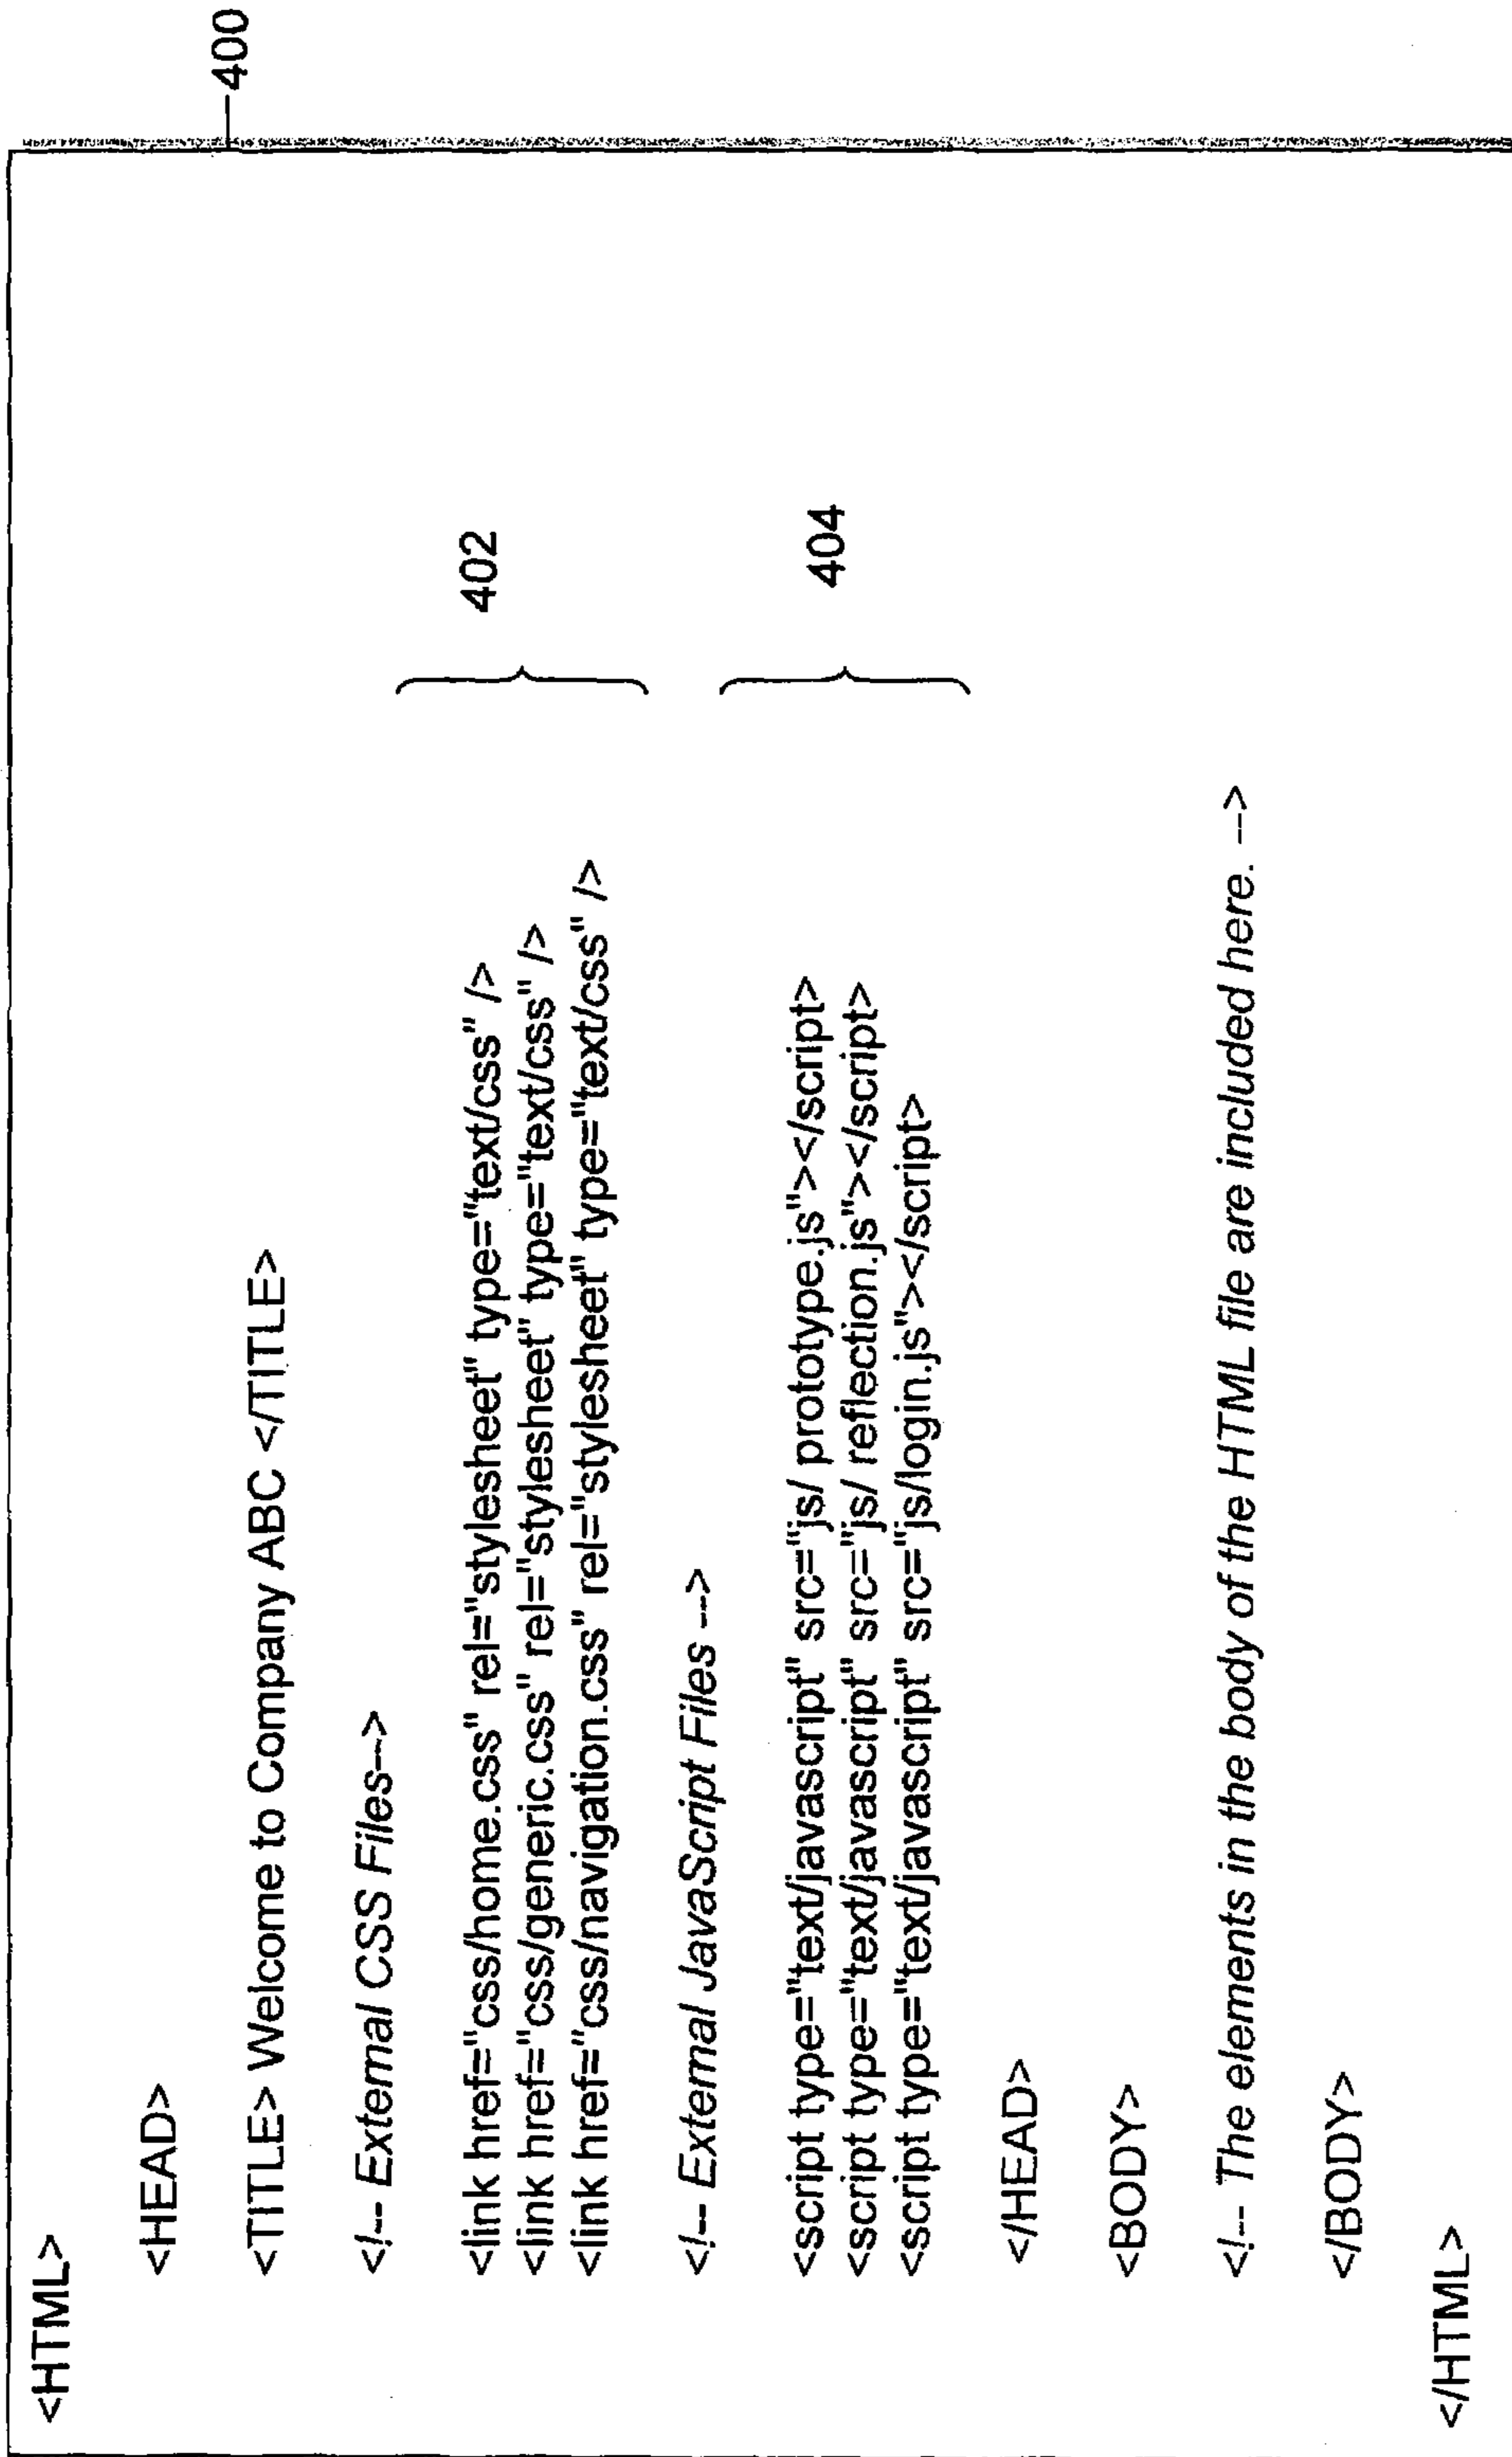 <HTML>
<HEAD>
<TITLE> Welcome to Company ABC </TITLE>
<!-- External CSS Files-->
<link href="css/home.css" rel="stylesheet" type="text/css" />
<link href="css/generic.css" rel="stylesheet" type="text/css" />
<link href="css/navigation.css" rel="stylesheet" type="text/css" />
402
<!-- External JavaScript Files -->
<script type="text/javascript" src="js/ prototype.js"></script>
<script type="text/javascript" src="js/ reflection.js"></script>
<script type="text/javascript" src="js/login.js"></script>
404
</HEAD>
<BODY>
<!-- The elements in the body of the HTML file are included here. -->
</BODY>
</HTML>
400